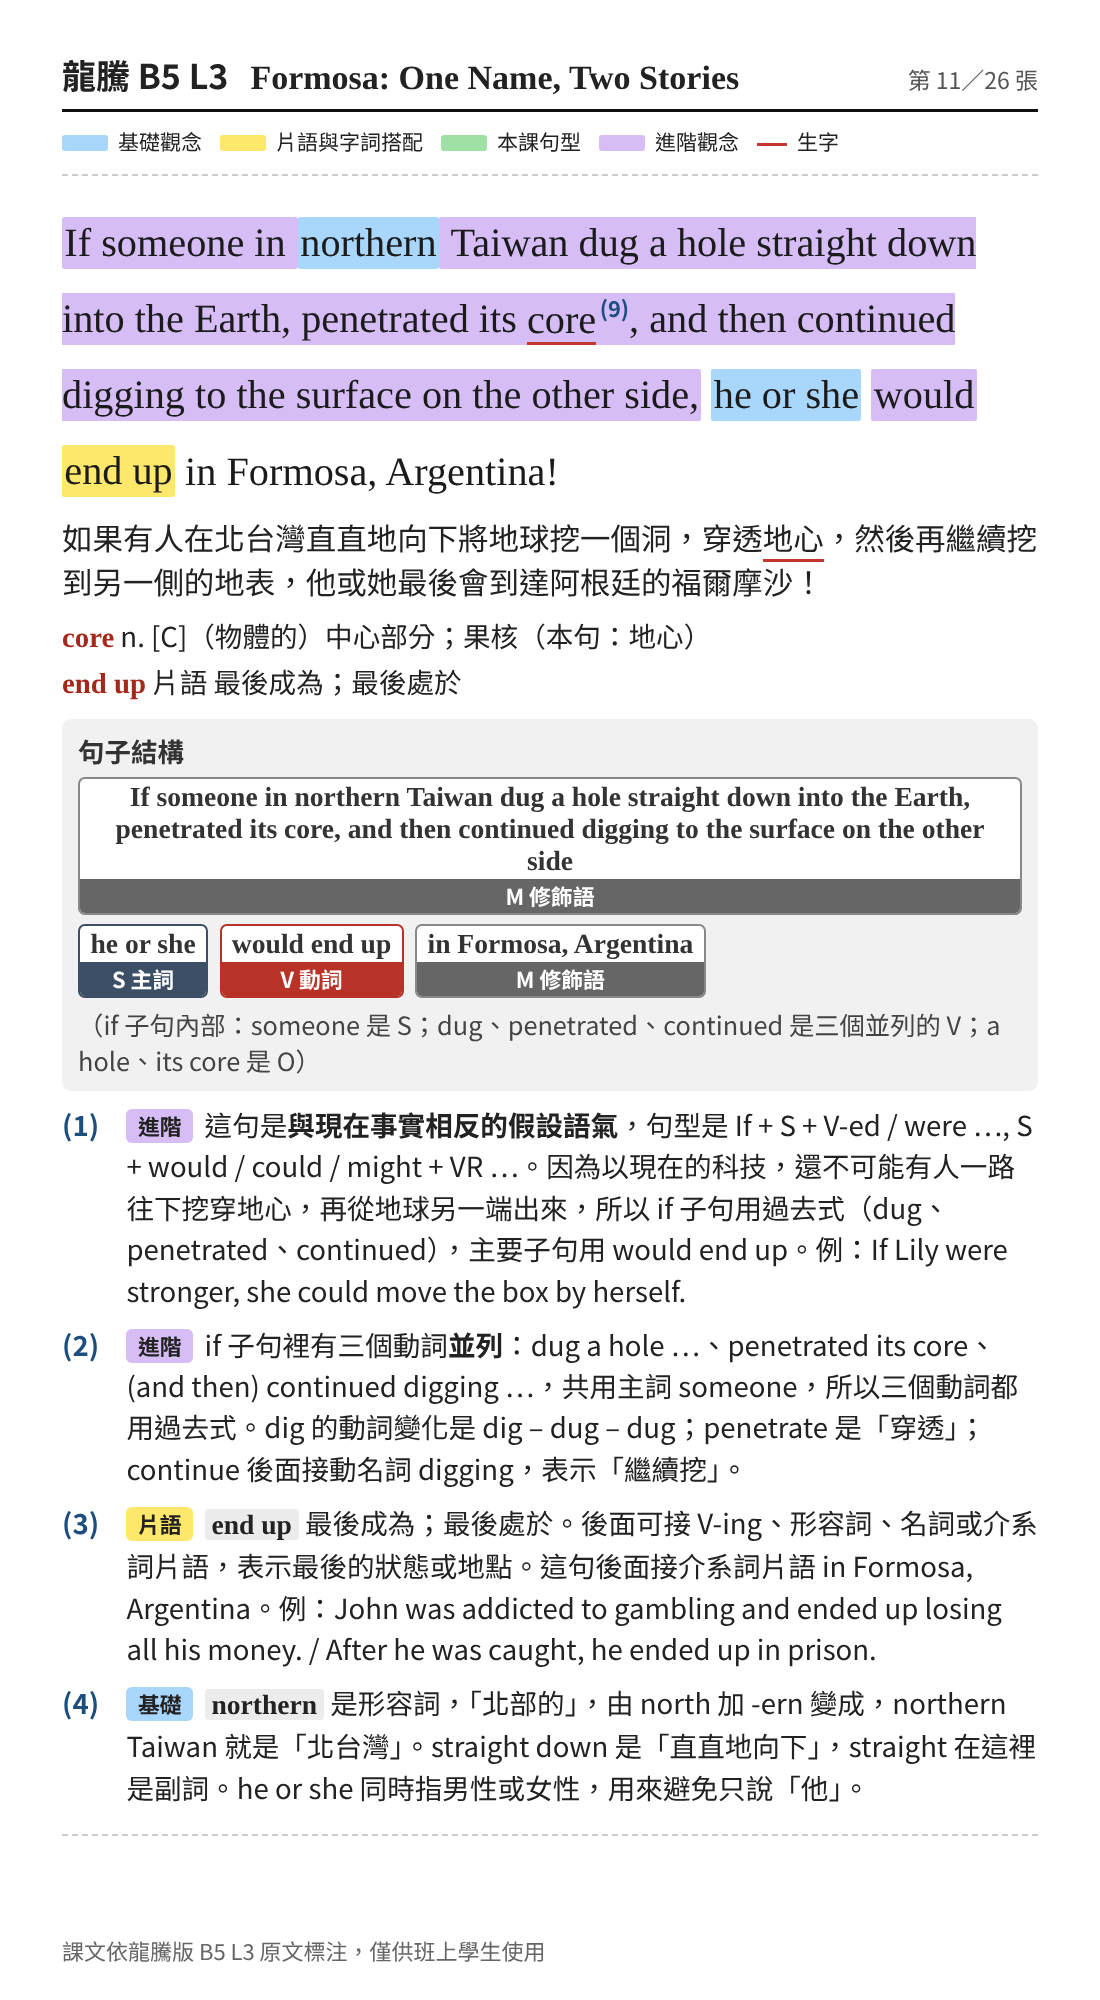 龍騰 B5 L3 Formosa: One Name, Two Stories 第 11／26 張
基礎觀念 片語與字詞搭配 本課句型 進階觀念 生字
If someone in northern Taiwan dug a hole straight down
into the Earth, penetrated its core(9), and then continued
digging to the surface on the other side, he or she would
end up in Formosa, Argentina!
如果有人在北台灣直直地向下將地球挖一個洞，穿透地心，然後再繼續挖
到另一側的地表，他或她最後會到達阿根廷的福爾摩沙！
core n. [C]（物體的）中心部分；果核（本句：地心）
end up 片語 最後成為；最後處於
句子結構
If someone in northern Taiwan dug a hole straight down into the Earth,
penetrated its core, and then continued digging to the surface on the other
side
M 修飾語
he or she would end up in Formosa, Argentina
S 主詞 V 動詞 M 修飾語
（if 子句內部：someone 是 S；dug、penetrated、continued 是三個並列的 V；a
hole、its core 是 O）
(1) 進階 這句是與現在事實相反的假設語氣，句型是 If + S + V-ed / were …, S
+ would / could / might + VR …。因為以現在的科技，還不可能有人一路
往下挖穿地心，再從地球另一端出來，所以 if 子句用過去式（dug、
penetrated、continued），主要子句用 would end up。例：If Lily were
stronger, she could move the box by herself.
(2) 進階 if 子句裡有三個動詞並列：dug a hole …、penetrated its core、
(and then) continued digging …，共用主詞 someone，所以三個動詞都
用過去式。dig 的動詞變化是 dig – dug – dug；penetrate 是「穿透」；
continue 後面接動名詞 digging，表示「繼續挖」。
(3) 片語 end up 最後成為；最後處於。後面可接 V-ing、形容詞、名詞或介系
詞片語，表示最後的狀態或地點。這句後面接介系詞片語 in Formosa,
Argentina。例：John was addicted to gambling and ended up losing
all his money. / After he was caught, he ended up in prison.
(4) 基礎 northern 是形容詞，「北部的」，由 north 加 -ern 變成，northern
Taiwan 就是「北台灣」。straight down 是「直直地向下」，straight 在這裡
是副詞。he or she 同時指男性或女性，用來避免只說「他」。
課文依龍騰版 B5 L3 原文標注，僅供班上學生使用